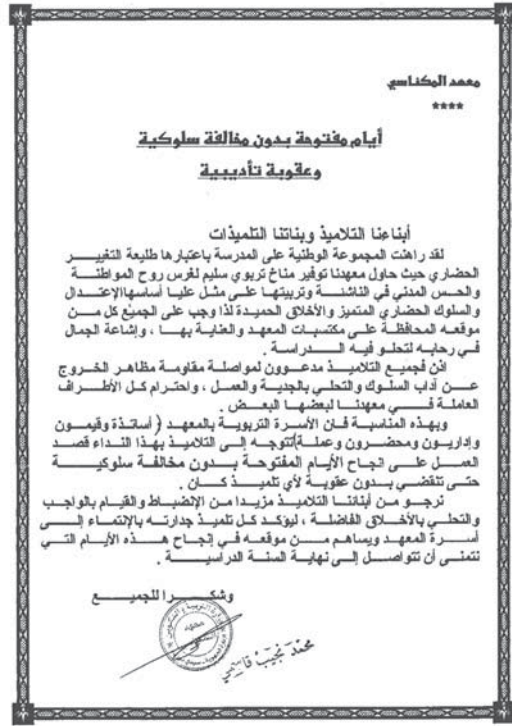 معهد المكناسي
****
أيام مفتوحة بدون مخالفة سلوكية
وعقوبة تأديبية
أبناءنا التلاميذ وبناتنا التلميذات
لقد راهنت المجموعة الوطنية على المدرسة باعتبارها طليعة التغيير
الحضاري حيث حاول معهدنا توفير مناخ تربوي سليم لغرس روح المواطنة
والحس المدني في الناشئة وتربيتها على مثل عليا أساسها الإعتدال
والسلوك الحضاري المتميز والأخلاق الحميدة لذا وجب على الجميع كل من
موقعه المحافظة على مكتسبات المعهد والعناية بها ، وإشاعة الجمال
في رحابه لتحلو فيه الدراسة .
اذن فجميع التلاميذ مدعوون لمواصلة مقاومة مظاهر الخروج
عن آداب السلوك والتحلي بالجدية والعمل ، واحترام كل الأطراف
العاملة في معهدنا لبعضها البعض .
وبهذه المناسبة فان الأسرة التربوية بالمعهد ( أساتذة وقيمون
وإداريون ومحضرون وعملة)تتوجه إلى التلاميذ بهذا النداء قصد
العمل على انجاح الأيام المفتوحة بدون مخالفة سلوكية
حتى تنقضي بدون عقوبة لأي تلميذ كان .
نرجو من أبنائنا التلاميذ مزيدا من الإنضباط والقيام بالواجب
والتحلي بالأخلاق الفاضلة ، ليؤكد كل تلميذ جدارته بالإنتماء إلى
أسرة المعهد ويساهم من موقعه في إنجاح هذه الأيام التي
نتمنى أن تتواصل إلى نهاية السنة الدراسية .
وشكرا للجميع
محمد نجيب